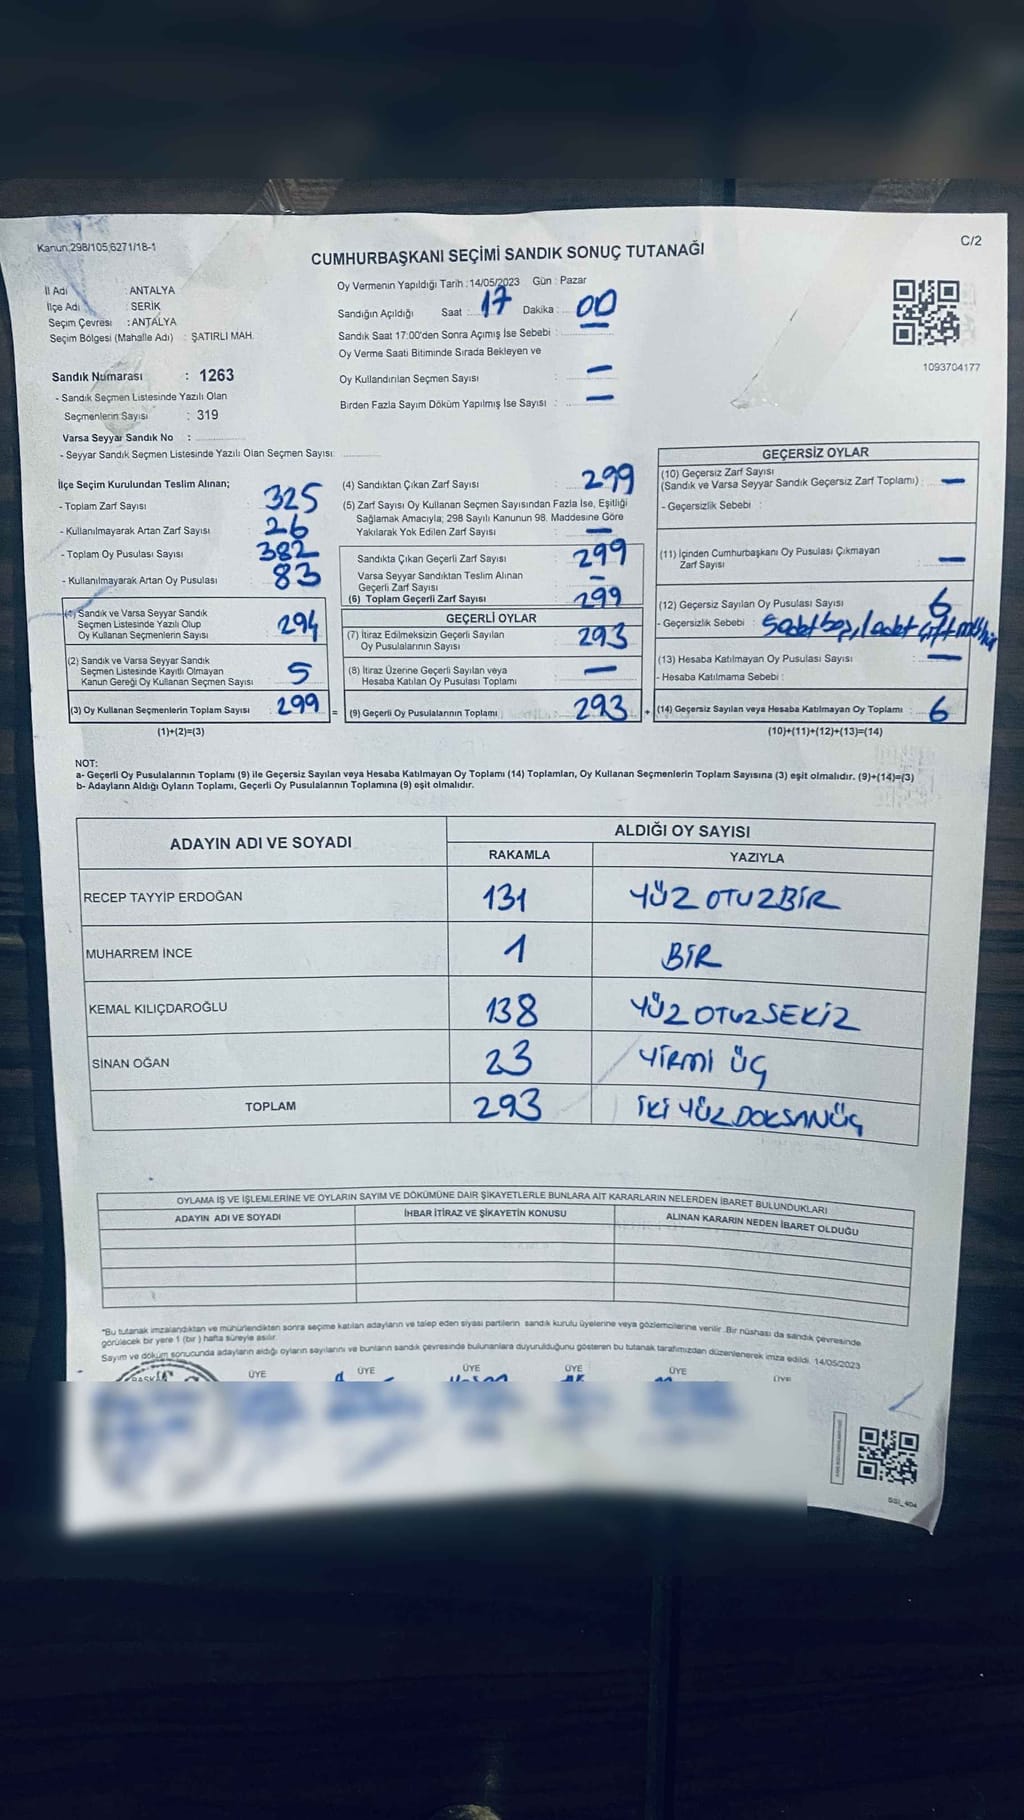 Kanun:298/105,6271/18-1
C/2
CUMHURBAŞKANI SEÇİMİ SANDIK SONUÇ TUTANAĞI
İl Adı : ANTALYA
İlçe Adı : SERİK
Seçim Çevresi : ANTALYA
Seçim Bölgesi (Mahalle Adı) : ŞATIRLI MAH.
Sandık Numarası : 1263
- Sandık Seçmen Listesinde Yazılı Olan
Seçmenlerin Sayısı : 319
Varsa Seyyar Sandık No :
- Seyyar Sandık Seçmen Listesinde Yazılı Olan Seçmen Sayısı:
Oy Vermenin Yapıldığı Tarih : 14/05/2023 Gün : Pazar
Sandığın Açıldığı Saat : 17 Dakika : 00
Sandık Saat 17:00'den Sonra Açımış İse Sebebi : —
Oy Verme Saati Bitiminde Sırada Bekleyen ve
Oy Kullandırılan Seçmen Sayısı : —
Birden Fazla Sayım Döküm Yapılmış İse Sayısı : —
1093704177
İlçe Seçim Kurulundan Teslim Alınan;
- Toplam Zarf Sayısı 325
- Kullanılmayarak Artan Zarf Sayısı 26
- Toplam Oy Pusulası Sayısı 382
- Kullanılmayarak Artan Oy Pusulası 83
(1) Sandık ve Varsa Seyyar Sandık
Seçmen Listesinde Yazılı Olup
Oy Kullanan Seçmenlerin Sayısı : 294
(2) Sandık ve Varsa Seyyar Sandık
Seçmen Listesinde Kayıtlı Olmayan
Kanun Gereği Oy Kullanan Seçmen Sayısı : 5
(3) Oy Kullanan Seçmenlerin Toplam Sayısı : 299 =
(1)+(2)=(3)
(4) Sandıktan Çıkan Zarf Sayısı : 299
(5) Zarf Sayısı Oy Kullanan Seçmen Sayısından Fazla İse, Eşitliği
Sağlamak Amacıyla; 298 Sayılı Kanunun 98. Maddesine Göre
Yakılarak Yok Edilen Zarf Sayısı : —
Sandıkta Çıkan Geçerli Zarf Sayısı : 299
Varsa Seyyar Sandıktan Teslim Alınan
Geçerli Zarf Sayısı : —
(6) Toplam Geçerli Zarf Sayısı : 299
GEÇERLİ OYLAR
(7) İtiraz Edilmeksizin Geçerli Sayılan
Oy Pusulalarının Sayısı : 293
(8) İtiraz Üzerine Geçerli Sayılan veya
Hesaba Katılan Oy Pusulası Toplamı : —
(9) Geçerli Oy Pusulalarının Toplamı : 293 +
GEÇERSİZ OYLAR
(10) Geçersiz Zarf Sayısı
(Sandık ve Varsa Seyyar Sandık Geçersiz Zarf Toplamı) : —
- Geçersizlik Sebebi :
(11) İçinden Cumhurbaşkanı Oy Pusulası Çıkmayan
Zarf Sayısı : —
(12) Geçersiz Sayılan Oy Pusulası Sayısı : 6
- Geçersizlik Sebebi :
(13) Hesaba Katılmayan Oy Pusulası Sayısı : —
- Hesaba Katılmama Sebebi :
(14) Geçersiz Sayılan veya Hesaba Katılmayan Oy Toplamı : 6
(10)+(11)+(12)+(13)=(14)
NOT:
a- Geçerli Oy Pusulalarının Toplamı (9) ile Geçersiz Sayılan veya Hesaba Katılmayan Oy Toplamı (14) Toplamları, Oy Kullanan Seçmenlerin Toplam Sayısına (3) eşit olmalıdır. (9)+(14)=(3)
b- Adayların Aldığı Oyların Toplamı, Geçerli Oy Pusulalarının Toplamına (9) eşit olmalıdır.
ADAYIN ADI VE SOYADI ALDIĞI OY SAYISI
RAKAMLA YAZIYLA
RECEP TAYYİP ERDOĞAN 131 YÜZ OTUZBİR
MUHARREM İNCE 1 BİR
KEMAL KILIÇDAROĞLU 138 YÜZ OTUZSEKİZ
SİNAN OĞAN 23 YİRMİ ÜÇ
TOPLAM 293 İKİ YÜZ DOKSANÜÇ
OYLAMA İŞ VE İŞLEMLERİNE VE OYLARIN SAYIM VE DÖKÜMÜNE DAİR ŞİKAYETLERLE BUNLARA AİT KARARLARIN NELERDEN İBARET BULUNDUKLARI
ADAYIN ADI VE SOYADI İHBAR İTİRAZ VE ŞİKAYETİN KONUSU ALINAN KARARIN NEDEN İBARET OLDUĞU
*Bu tutanak imzalandıktan ve mühürlendikten sonra seçime katılan adayların ve talep eden siyasi partilerin sandık kurulu üyelerine veya gözlemcilerine verilir. Bir nüshası da sandık çevresinde
görülecek bir yere 1 (bir) hafta süreyle asılır.
Sayım ve döküm sonucunda adayların aldığı oyların sayılarını ve bunların sandık çevresinde bulunanlara duyurulduğunu gösteren bu tutanak tarafımızdan düzenlenerek imza edildi. 14/05/2023
BAŞKAN ÜYE ÜYE ÜYE ÜYE ÜYE ÜYE